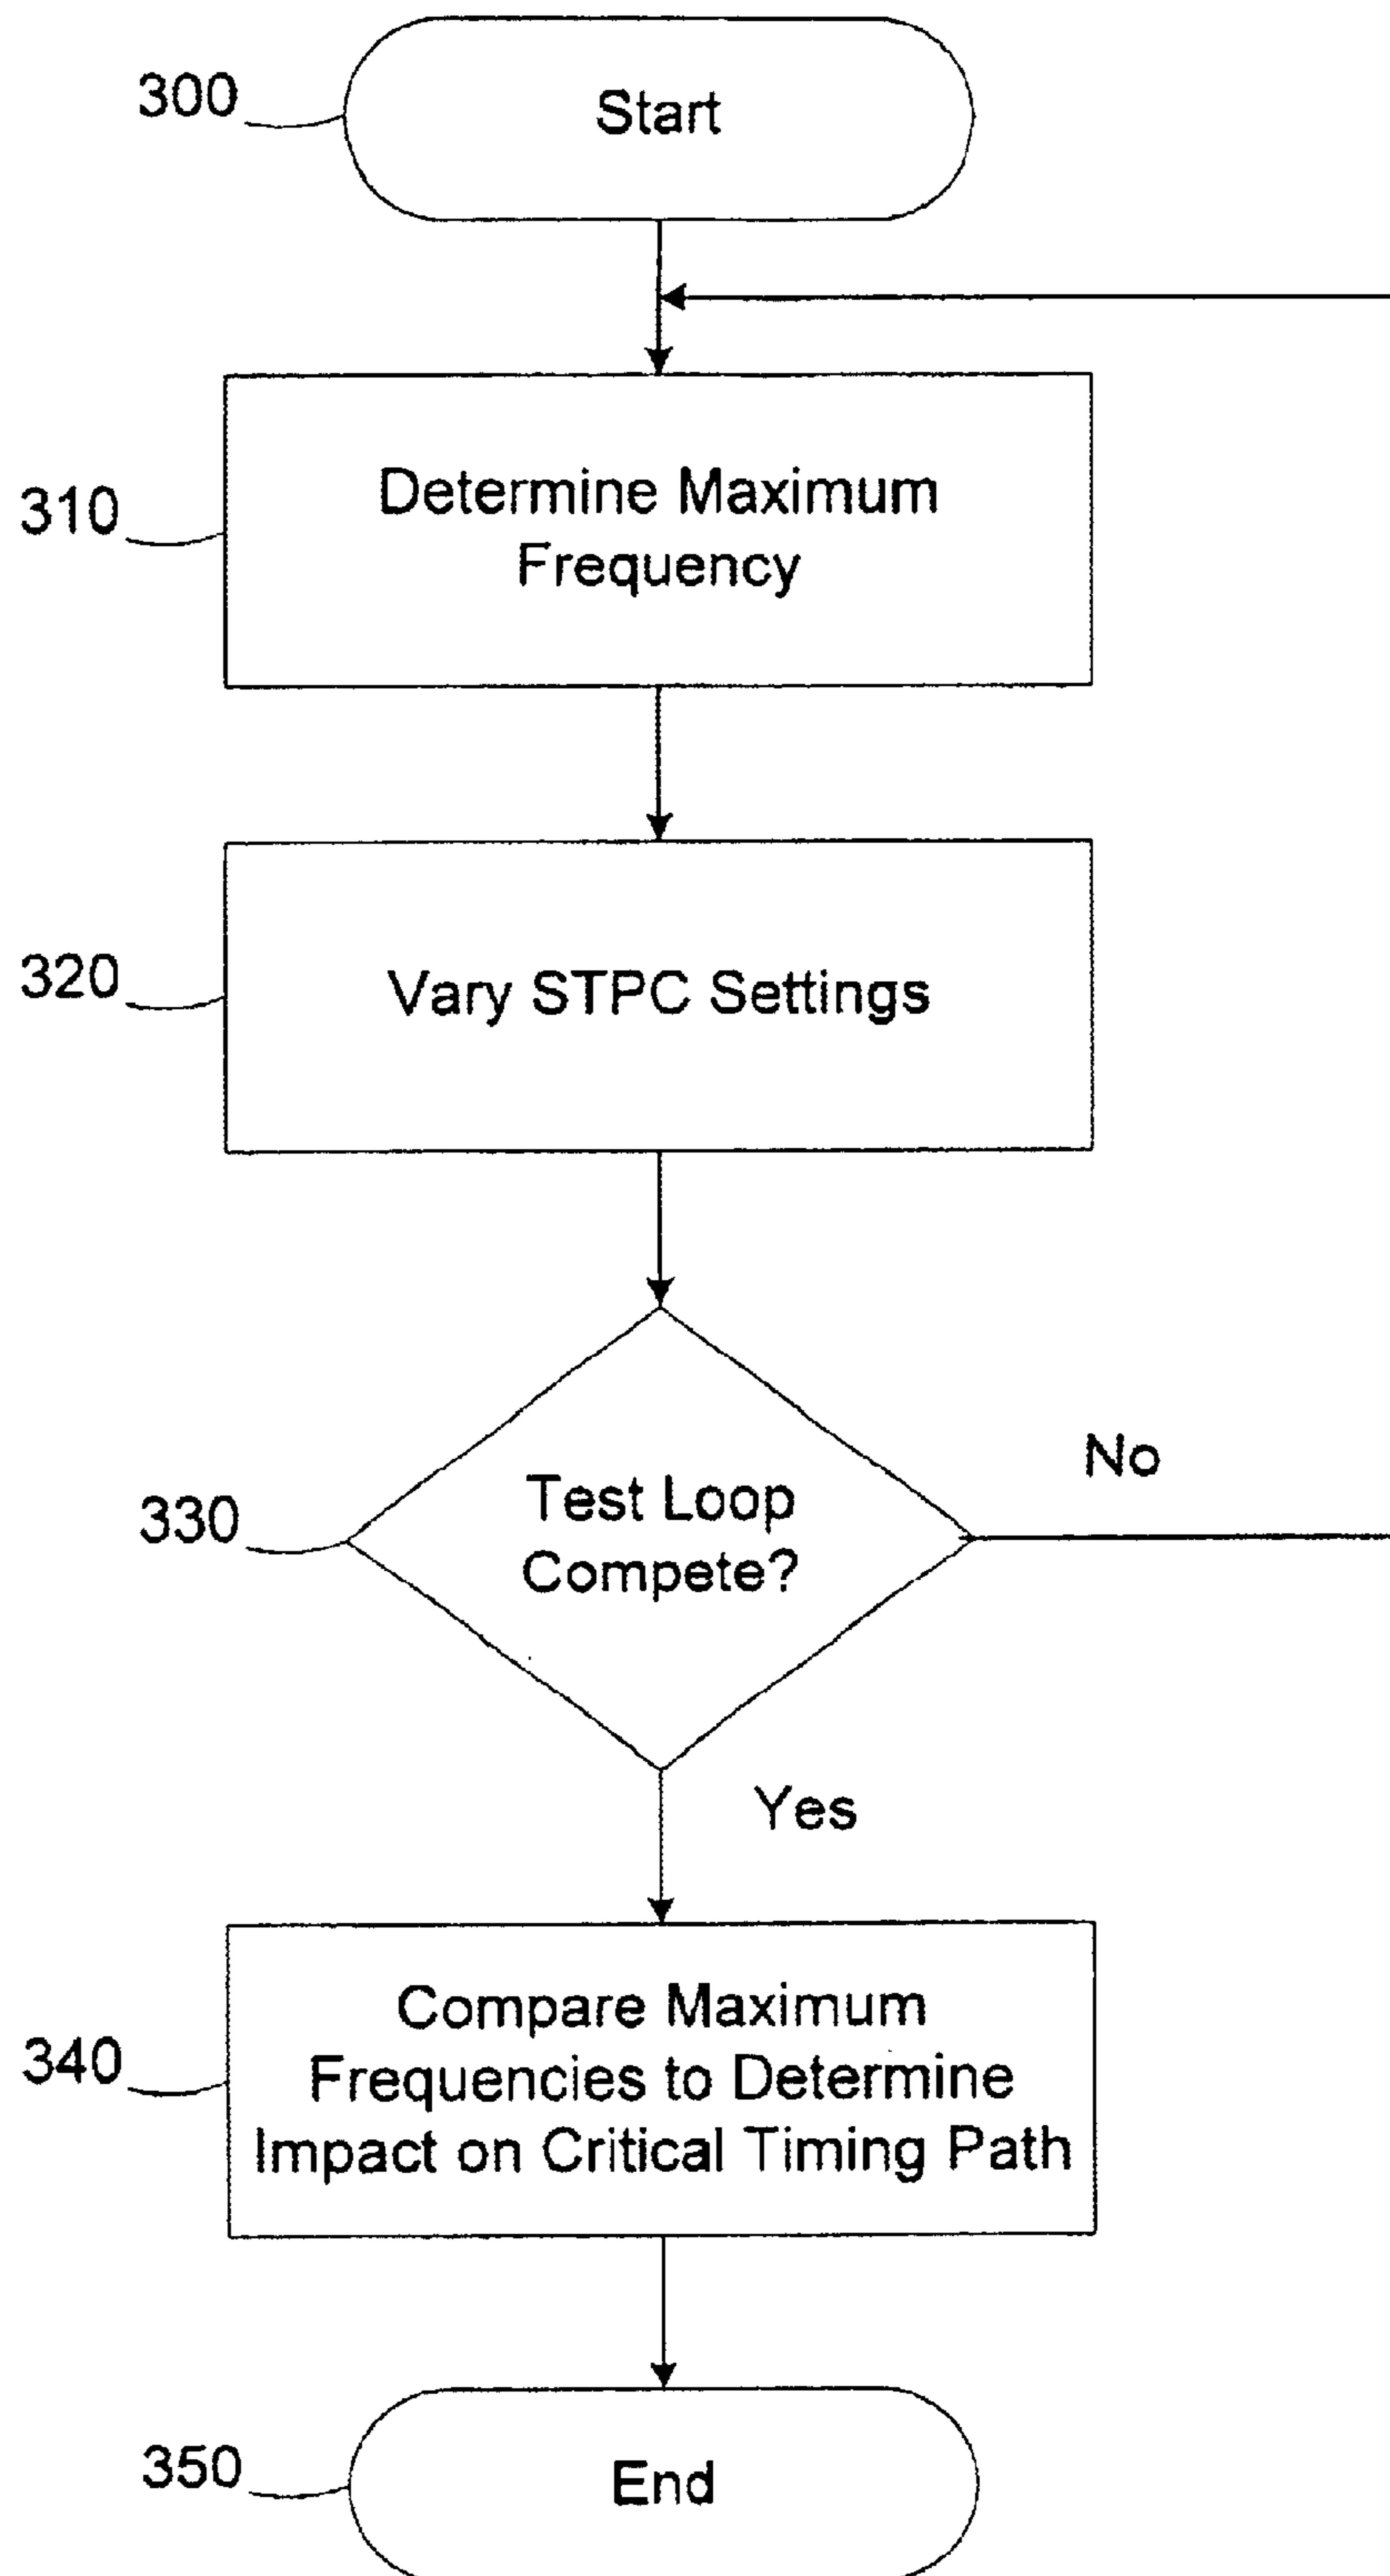 300
Start
310
Determine Maximum
Frequency
320
Vary STPC Settings
330
Test Loop
Compete?
No
Yes
340
Compare Maximum
Frequencies to Determine
Impact on Critical Timing Path
350
End